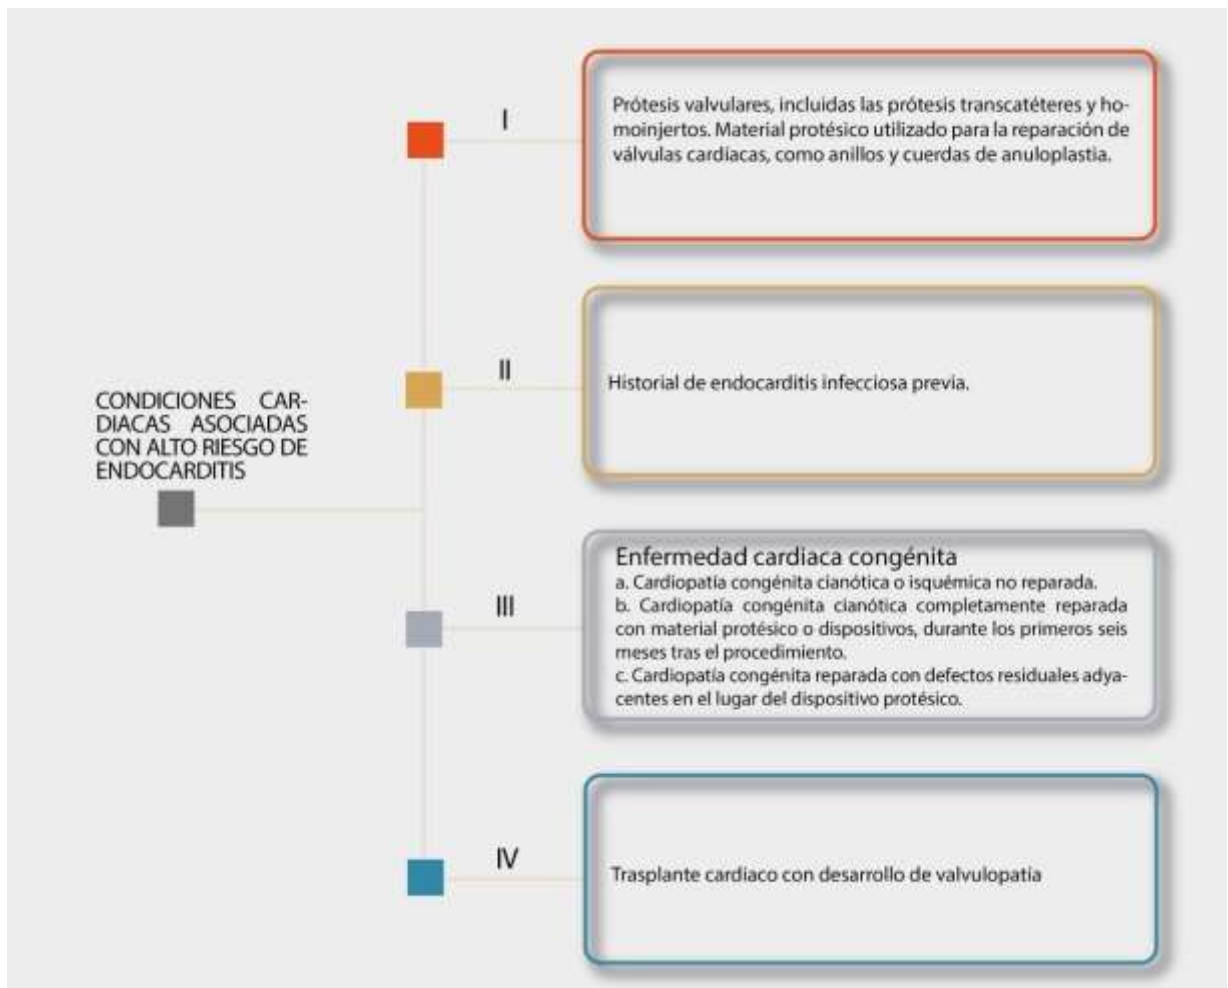 I
Prótesis valvulares, incluidas las prótesis transcatéteres y ho-
moinjertos. Material protésico utilizado para la reparación de
válvulas cardíacas, como anillos y cuerdas de anuloplastia.
II
Historial de endocarditis infecciosa previa.
CONDICIONES CAR-
DIACAS ASOCIADAS
CON ALTO RIESGO DE
ENDOCARDITIS
III
Enfermedad cardiaca congénita
a. Cardiopatía congénita cianótica o isquémica no reparada.
b. Cardiopatía congénita cianótica completamente reparada
con material protésico o dispositivos, durante los primeros seis
meses tras el procedimiento.
c. Cardiopatía congénita reparada con defectos residuales adya-
centes en el lugar del dispositivo protésico.
IV
Trasplante cardiaco con desarrollo de valvulopatía